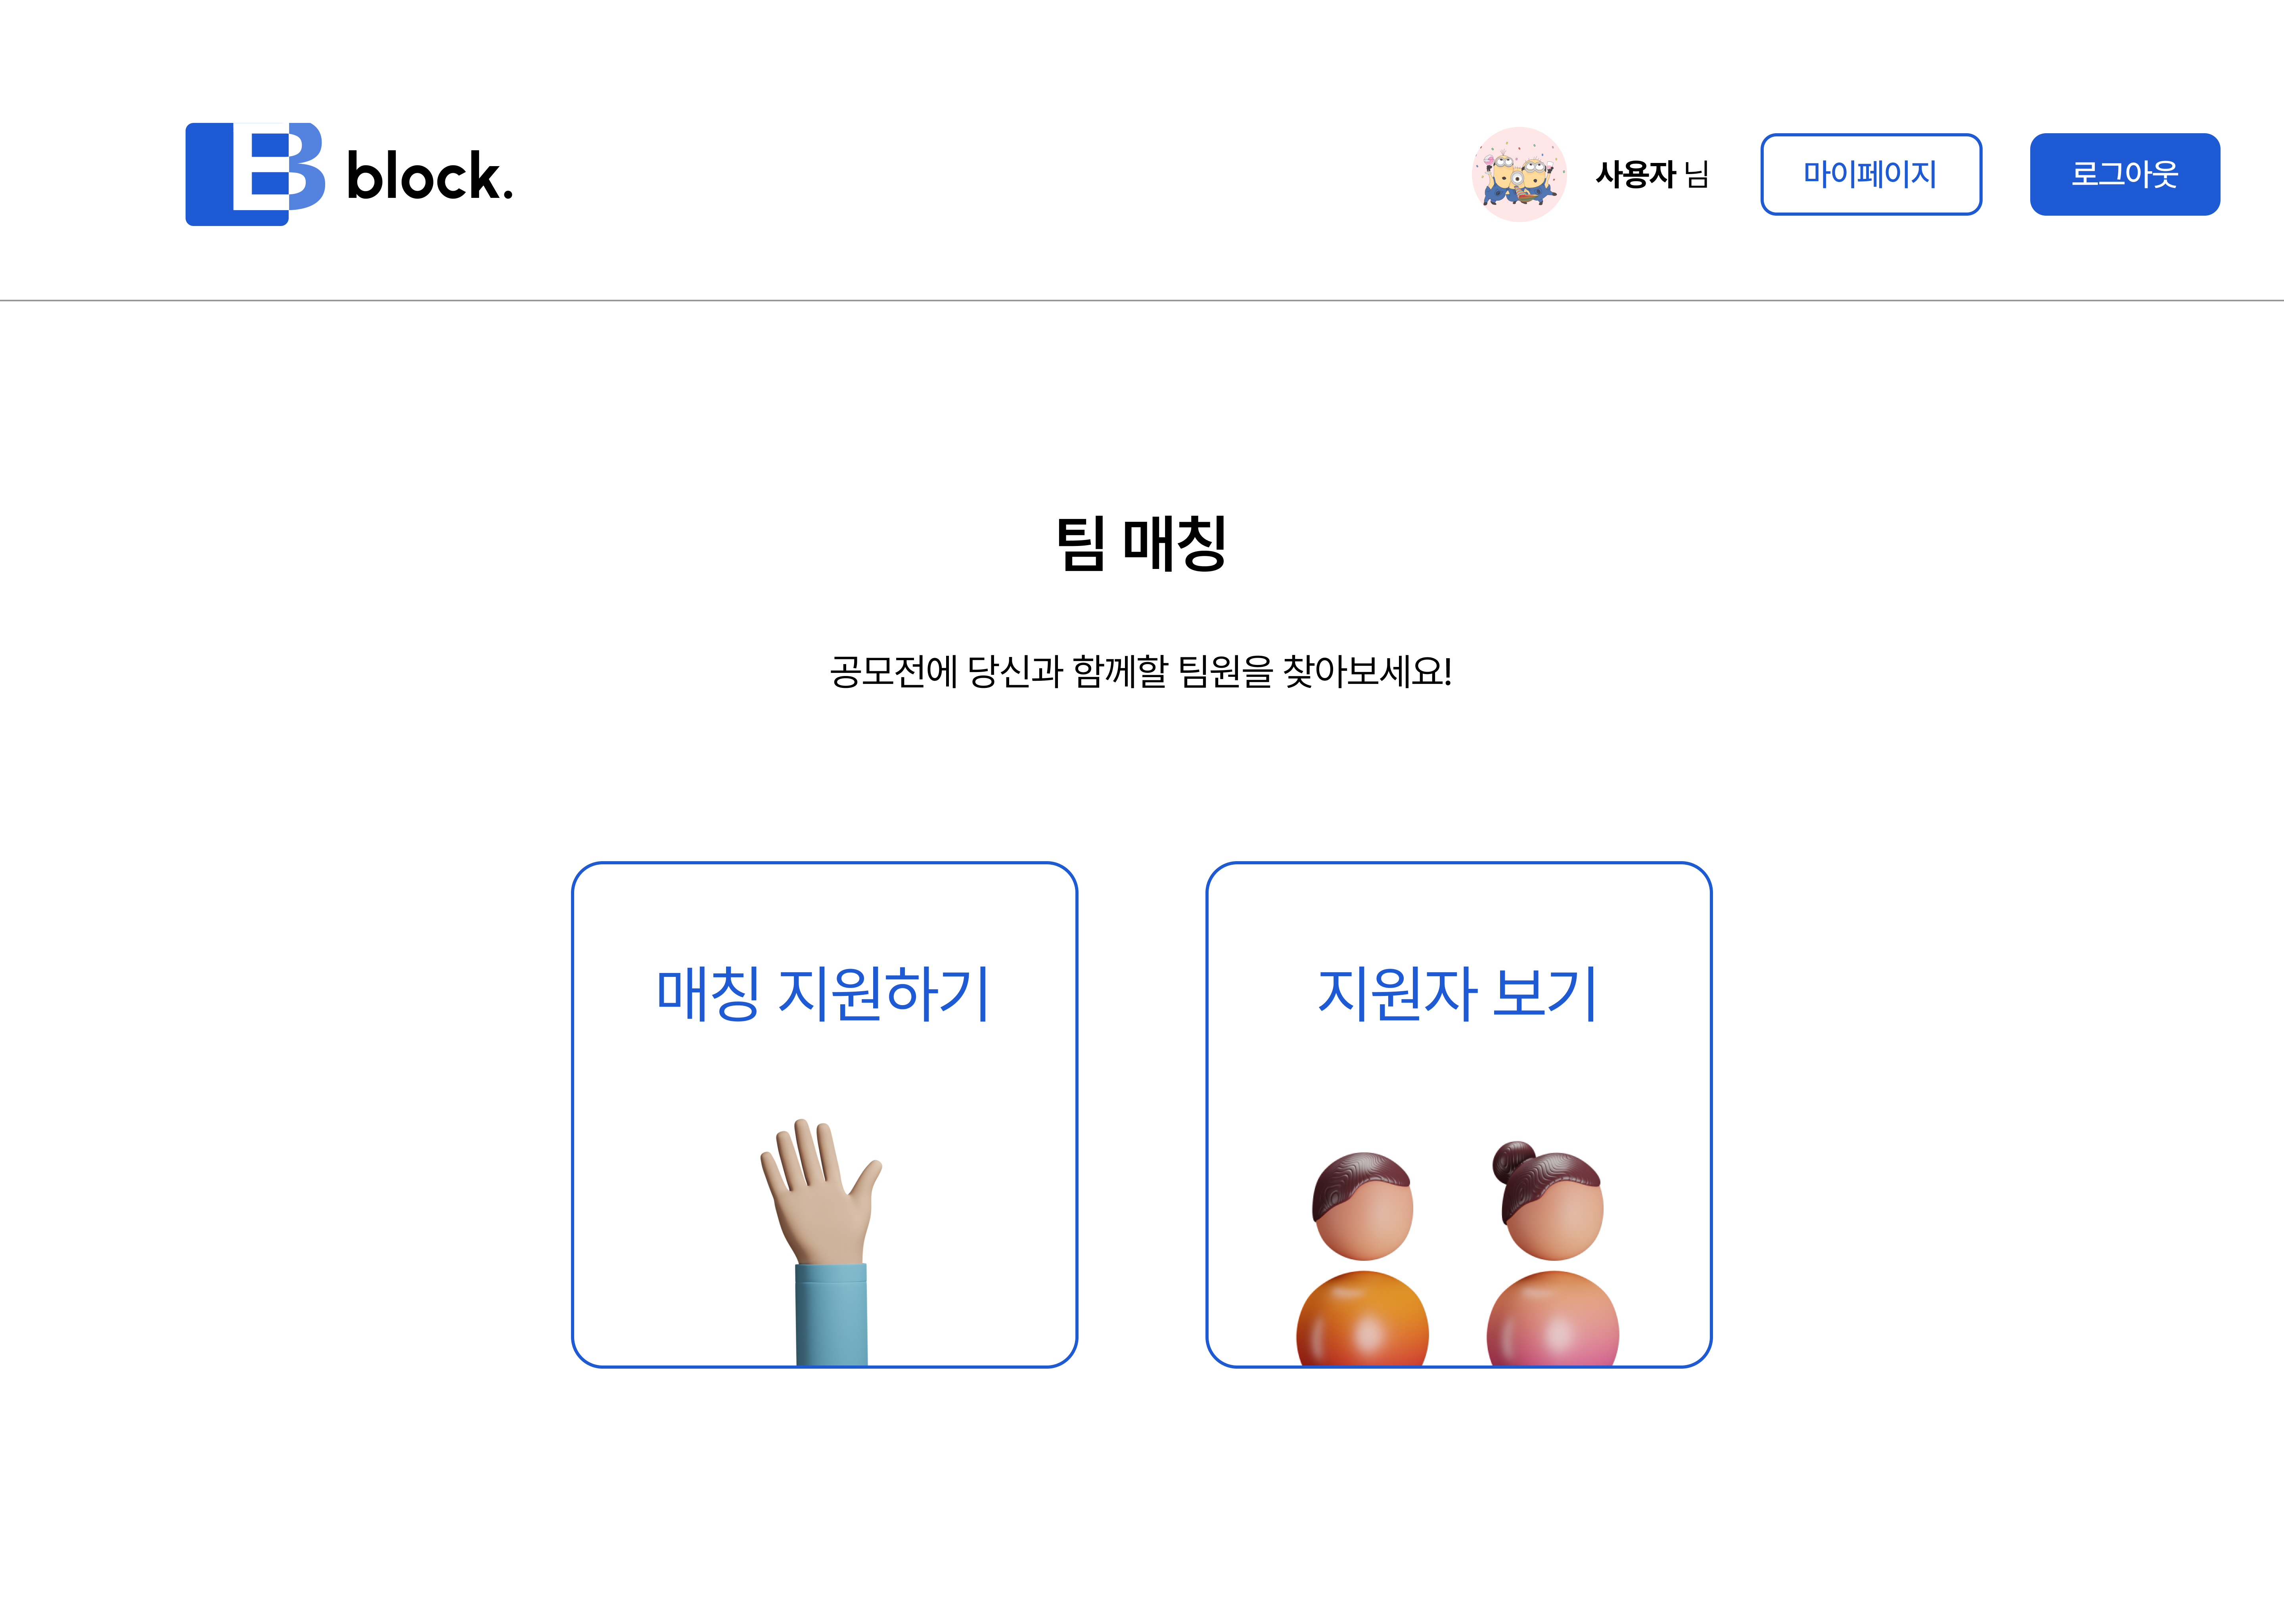 B block.
사용자 님
마이페이지
로그아웃
팀 매칭
공모전에 당신과 함께할 팀원을 찾아보세요!
매칭 지원하기
지원자 보기